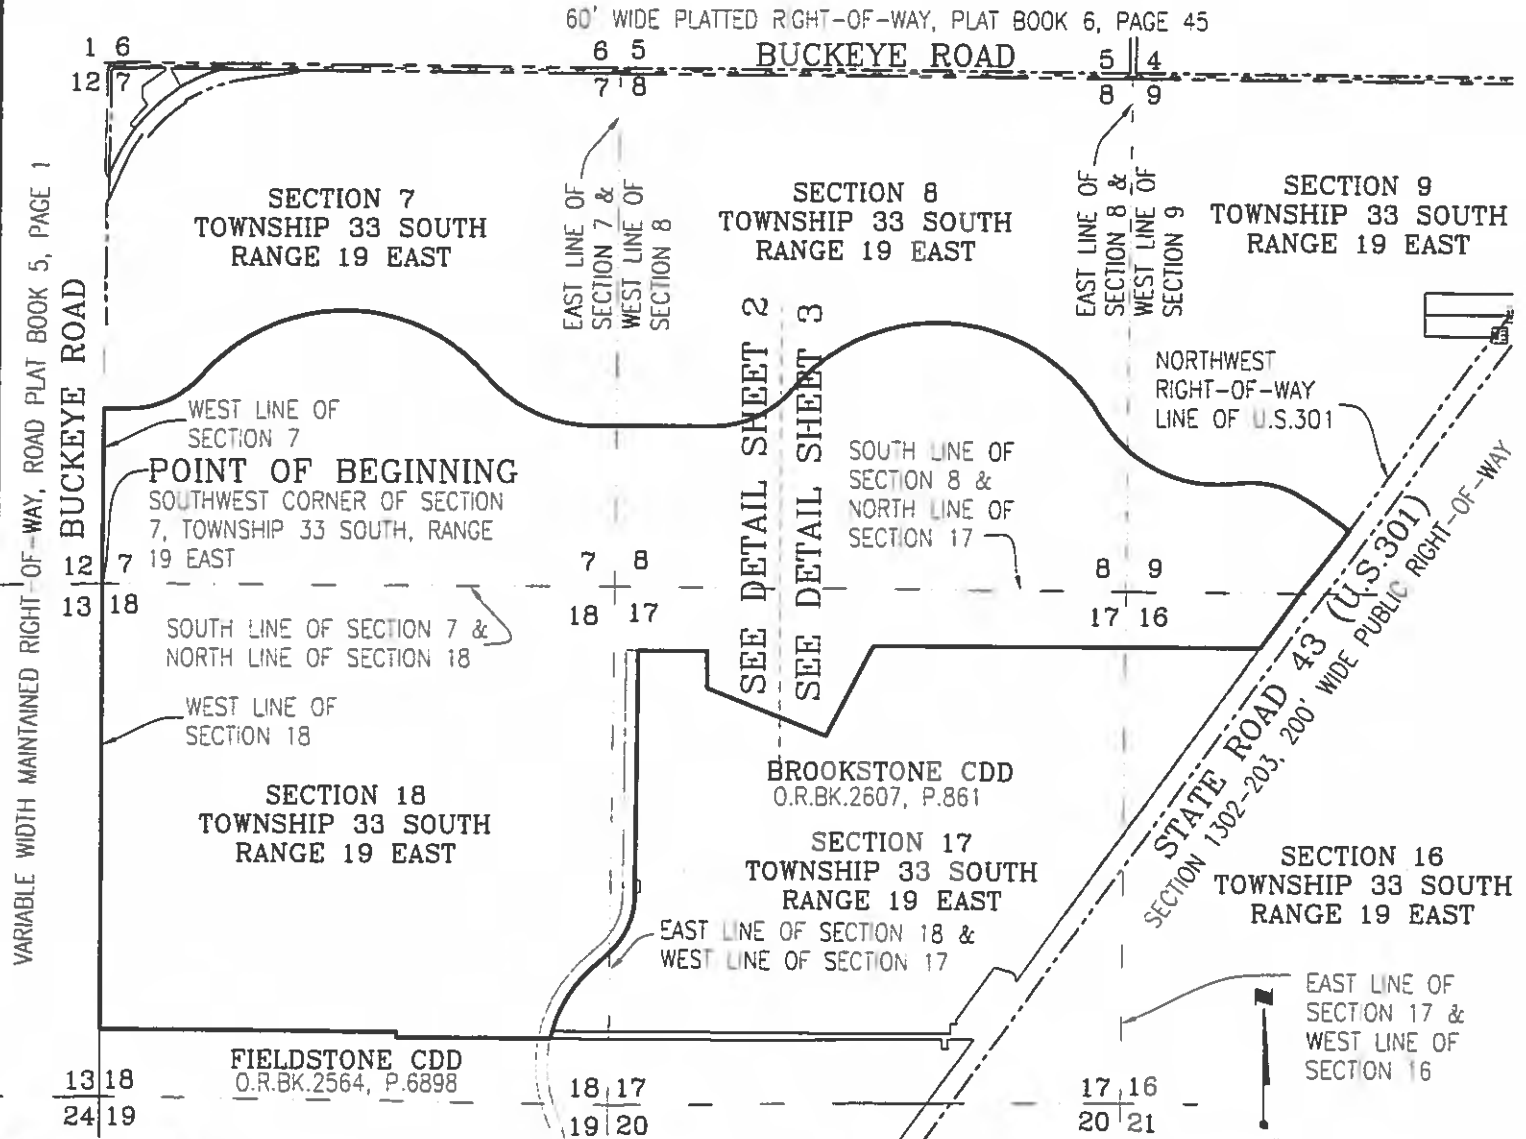 60' WIDE PLATTED RIGHT-OF-WAY, PLAT BOOK 6, PAGE 45
BUCKEYE ROAD
1 6
12 7
6 5
7 8
5 4
8 9
VARIABLE WIDTH MAINTAINED RIGHT-OF-WAY, ROAD PLAT BOOK 5, PAGE 1
BUCKEYE ROAD
SECTION 7
TOWNSHIP 33 SOUTH
RANGE 19 EAST
EAST LINE OF
SECTION 7 &
WEST LINE OF
SECTION 8
SECTION 8
TOWNSHIP 33 SOUTH
RANGE 19 EAST
EAST LINE OF
SECTION 8 &
WEST LINE OF
SECTION 9
SECTION 9
TOWNSHIP 33 SOUTH
RANGE 19 EAST
SEE DETAIL SHEET 2
SEE DETAIL SHEET 3
NORTHWEST
RIGHT-OF-WAY
LINE OF U.S.301
WEST LINE OF
SECTION 7
POINT OF BEGINNING
SOUTHWEST CORNER OF SECTION
7, TOWNSHIP 33 SOUTH, RANGE
19 EAST
SOUTH LINE OF
SECTION 8 &
NORTH LINE OF
SECTION 17
12 7
13 18
7 8
18 17
8 9
17 16
SOUTH LINE OF SECTION 7 &
NORTH LINE OF SECTION 18
WEST LINE OF
SECTION 18
STATE ROAD 43 (U.S.301)
SECTION 1302-203, 200' WIDE PUBLIC RIGHT-OF-WAY
BROOKSTONE CDD
O.R.BK.2607, P.861
SECTION 18
TOWNSHIP 33 SOUTH
RANGE 19 EAST
SECTION 17
TOWNSHIP 33 SOUTH
RANGE 19 EAST
SECTION 16
TOWNSHIP 33 SOUTH
RANGE 19 EAST
EAST LINE OF SECTION 18 &
WEST LINE OF SECTION 17
EAST LINE OF
SECTION 17 &
WEST LINE OF
SECTION 16
FIELDSTONE CDD
O.R.BK.2564, P.6898
13 18
24 19
18 17
19 20
17 16
20 21